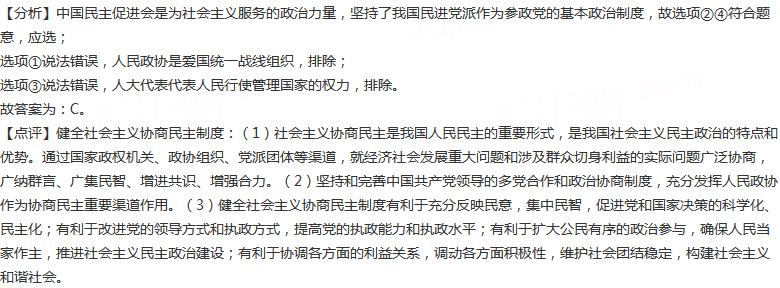 【分析】中国民主促进会是为社会主义服务的政治力量，坚持了我国民进党派作为参政党的基本政治制度，故选项②④符合题
意，应选；
选项①说法错误，人民政协是爱国统一战线组织，排除；
选项③说法错误，人大代表代表人民行使管理国家的权力，排除。
故答案为：C。
【点评】健全社会主义协商民主制度：（1）社会主义协商民主是我国人民民主的重要形式，是我国社会主义民主政治的特点和
优势。通过国家政权机关、政协组织、党派团体等渠道，就经济社会发展重大问题和涉及群众切身利益的实际问题广泛协商，
广纳群言、广集民智、增进共识、增强合力。（2）坚持和完善中国共产党领导的多党合作和政治协商制度，充分发挥人民政协
作为协商民主重要渠道作用。（3）健全社会主义协商民主制度有利于充分反映民意，集中民智，促进党和国家决策的科学化、
民主化；有利于改进党的领导方式和执政方式，提高党的执政能力和执政水平；有利于扩大公民有序的政治参与，确保人民当
家作主，推进社会主义民主政治建设；有利于协调各方面的利益关系，调动各方面积极性，维护社会团结稳定，构建社会主义
和谐社会。